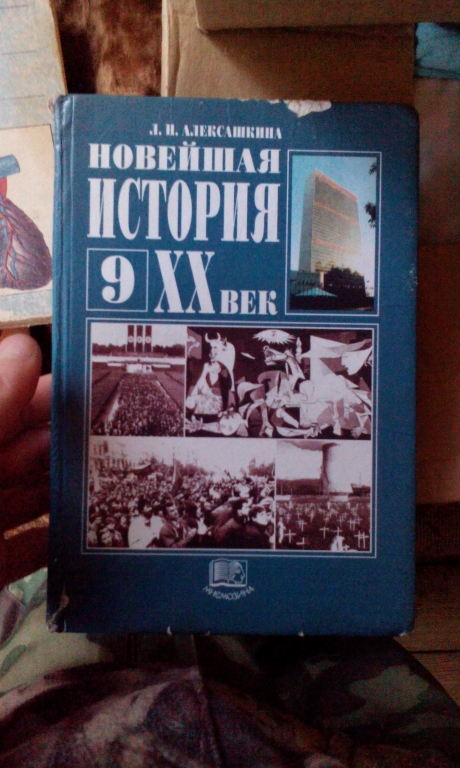 Л. Н. АЛЕКСАШКИНА
НОВЕЙШАЯ
ИСТОРИЯ
9 XX ВЕК
МНЕМОЗИНА